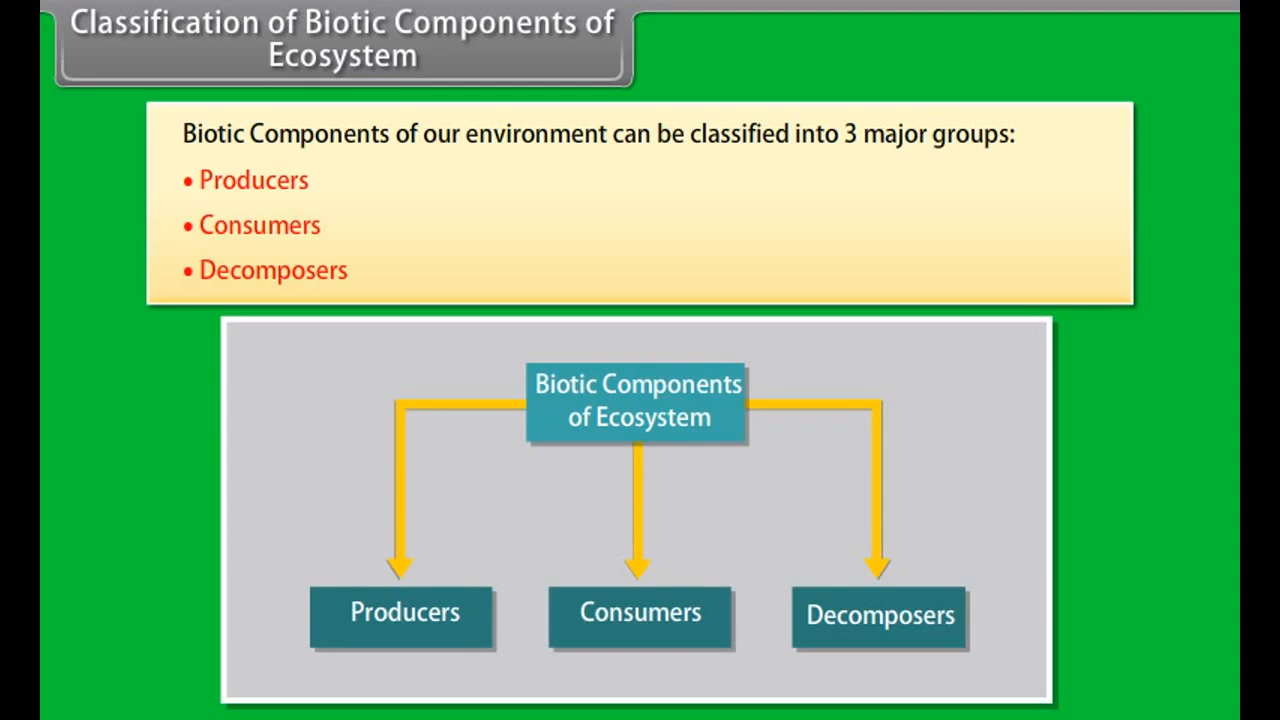 Classification of Biotic Components of
Ecosystem
Biotic Components of our environment can be classified into 3 major groups:
• Producers
• Consumers
• Decomposers
Biotic Components
of Ecosystem
Producers
Consumers
Decomposers